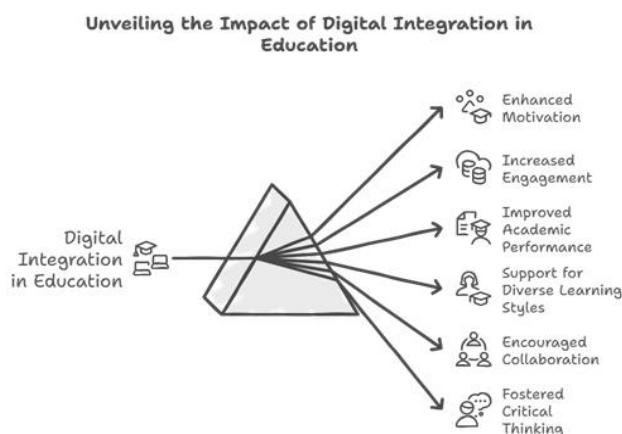 Unveiling the Impact of Digital Integration in
Education
Digital
Integration
in Education
Enhanced
Motivation
Increased
Engagement
Improved
Academic
Performance
Support for
Diverse Learning
Styles
Encouraged
Collaboration
Fostered
Critical
Thinking